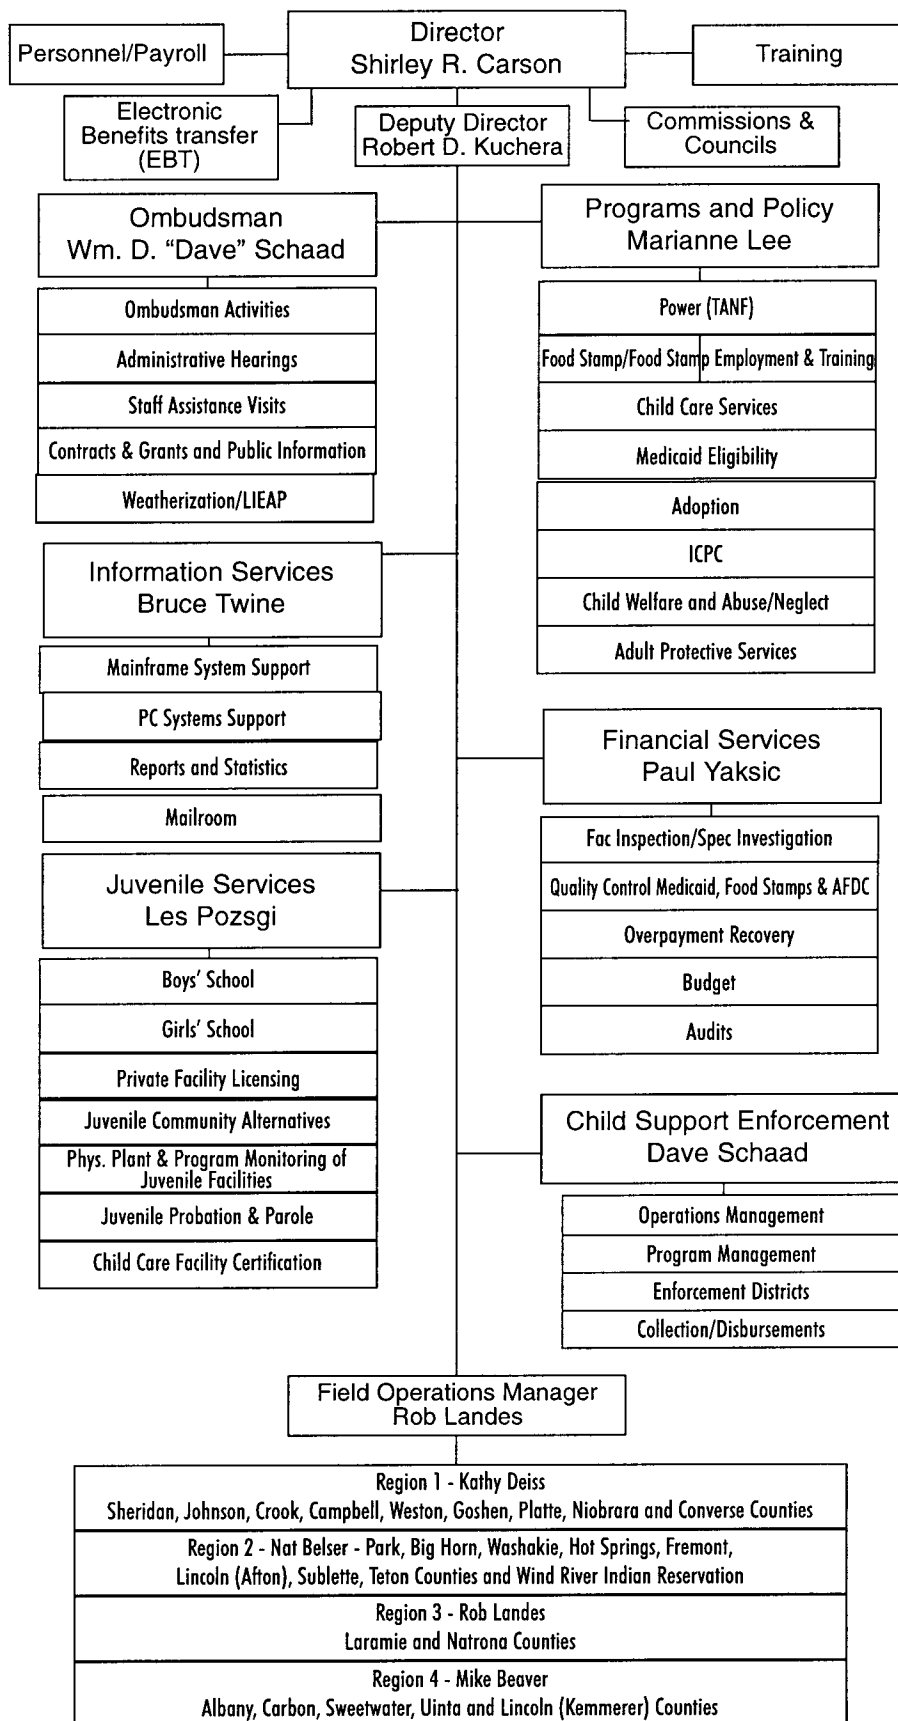 Personnel/Payroll
Director
Shirley R. Carson
Training
Electronic
Benefits transfer
(EBT)
Deputy Director
Robert D. Kuchera
Commissions &
Councils
Ombudsman
Wm. D. "Dave" Schaad
Ombudsman Activities
Administrative Hearings
Staff Assistance Visits
Contracts & Grants and Public Information
Weatherization/LIEAP
Programs and Policy
Marianne Lee
Power (TANF)
Food Stamp/Food Stamp Employment & Training
Child Care Services
Medicaid Eligibility
Adoption
ICPC
Child Welfare and Abuse/Neglect
Adult Protective Services
Information Services
Bruce Twine
Mainframe System Support
PC Systems Support
Reports and Statistics
Mailroom
Financial Services
Paul Yaksic
Fac Inspection/Spec Investigation
Quality Control Medicaid, Food Stamps & AFDC
Overpayment Recovery
Budget
Audits
Juvenile Services
Les Pozsgi
Boys' School
Girls' School
Private Facility Licensing
Juvenile Community Alternatives
Phys. Plant & Program Monitoring of
Juvenile Facilities
Juvenile Probation & Parole
Child Care Facility Certification
Child Support Enforcement
Dave Schaad
Operations Management
Program Management
Enforcement Districts
Collection/Disbursements
Field Operations Manager
Rob Landes
Region 1 - Kathy Deiss
Sheridan, Johnson, Crook, Campbell, Weston, Goshen, Platte, Niobrara and Converse Counties
Region 2 - Nat Belser - Park, Big Horn, Washakie, Hot Springs, Fremont,
Lincoln (Afton), Sublette, Teton Counties and Wind River Indian Reservation
Region 3 - Rob Landes
Laramie and Natrona Counties
Region 4 - Mike Beaver
Albany, Carbon, Sweetwater, Uinta and Lincoln (Kemmerer) Counties